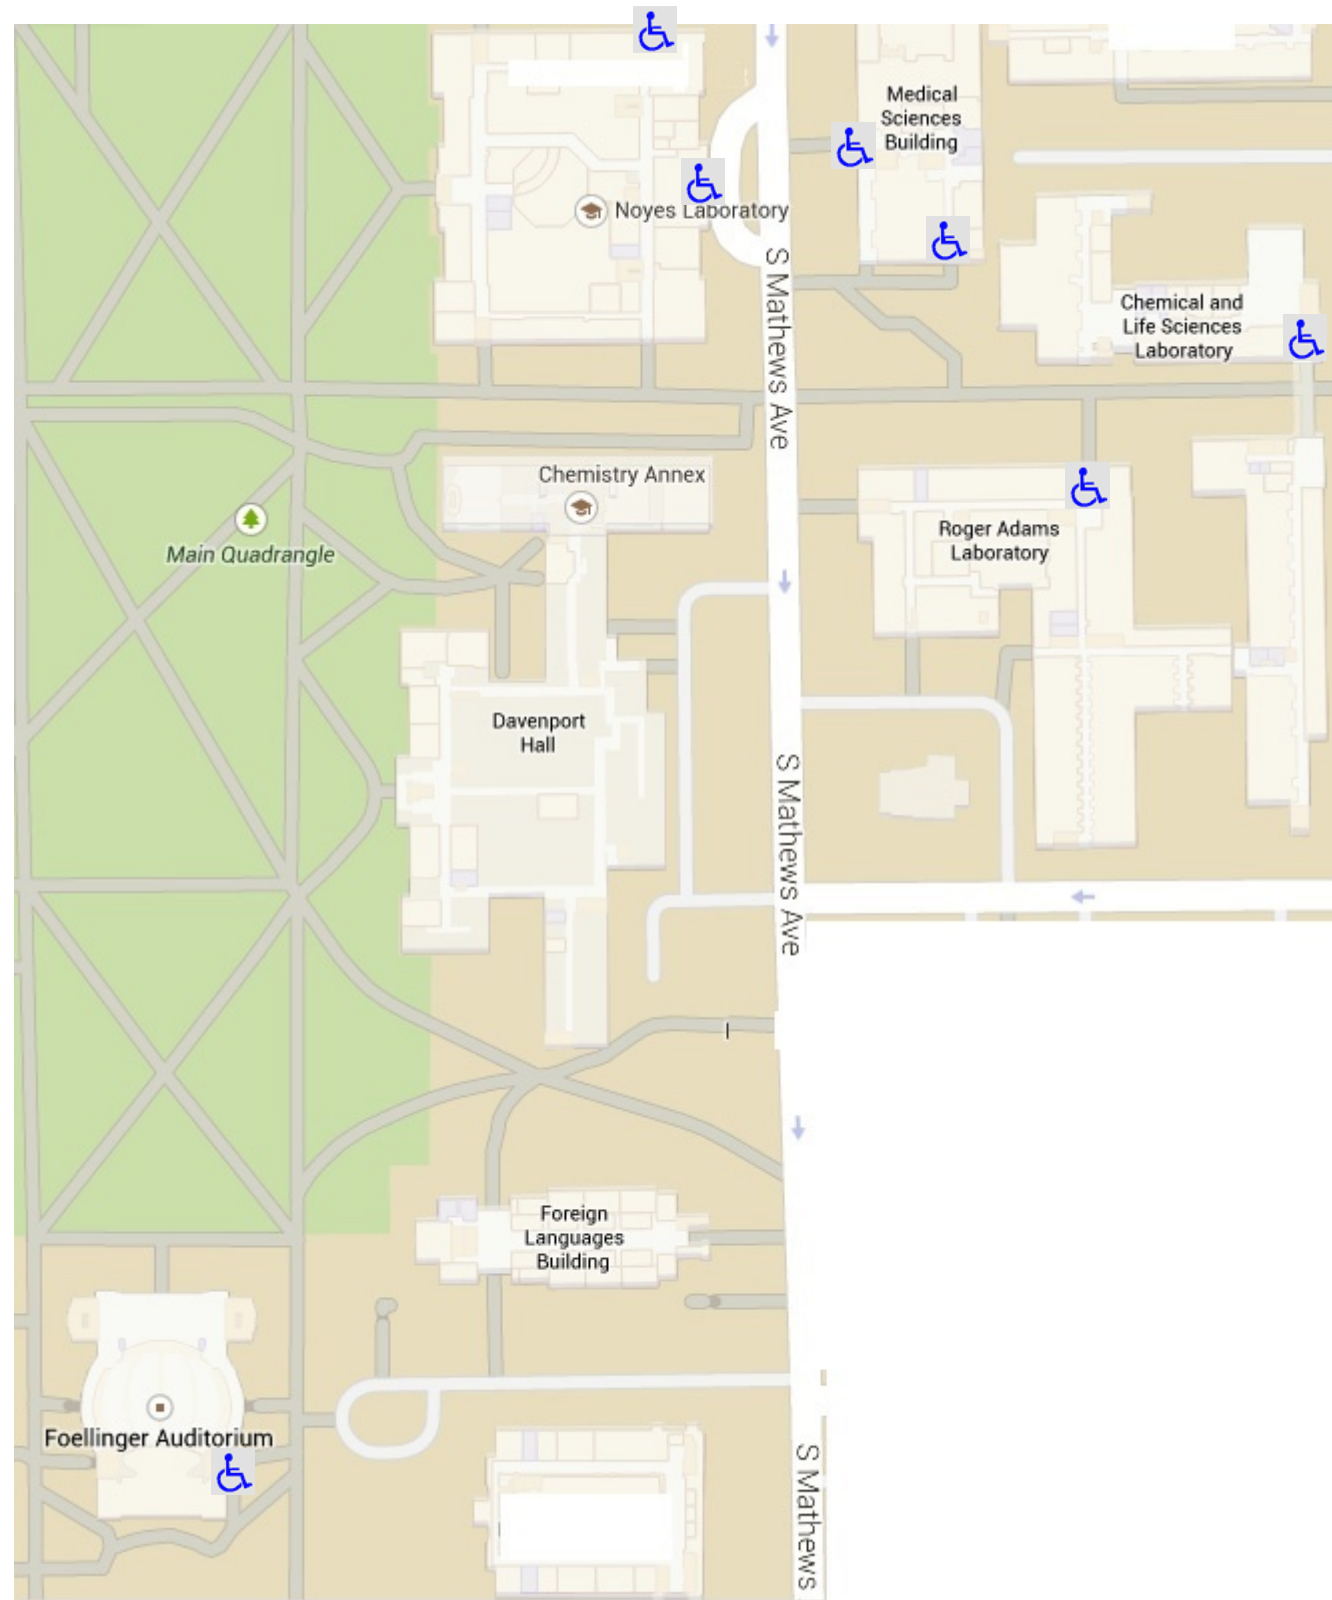 Medical
Sciences
Building
Noyes Laboratory
S Mathews Ave
Chemical and
Life Sciences
Laboratory
Chemistry Annex
Main Quadrangle
Roger Adams
Laboratory
Davenport
Hall
S Mathews Ave
Foreign
Languages
Building
Foellinger Auditorium
S Mathews